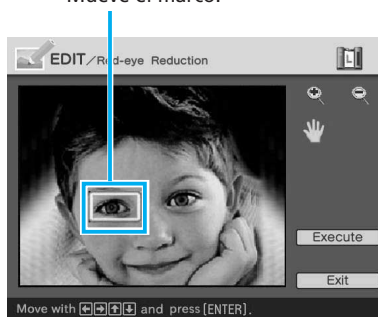 Mueve el marco.
EDIT/Red-eye Reduction
L
Execute
Exit
Move with ←→↑↓ and press [ENTER].